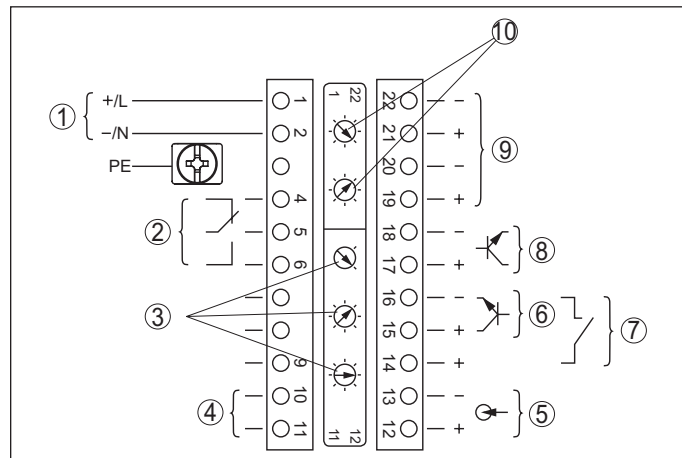 ⑩
① +/L 1 1 22 22 −
−/N 2 21 + ⑨
PE 20 −
4 19 +
② 5 18 − ⑧
6 17 +
16 − ⑥
③ 15 + ⑦
9 14 +
④ 10 13 − ⑤
11 11 12 12 +